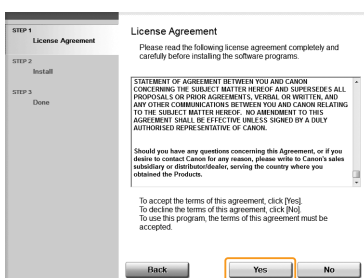 STEP 1
License Agreement
STEP 2
Install
STEP 3
Done
License Agreement
Please read the following license agreement completely and
carefully before installing the software programs.
STATEMENT OF AGREEMENT BETWEEN YOU AND CANON
CONCERNING THE SUBJECT MATTER HEREOF AND SUPERSEDES ALL
PROPOSALS OR PRIOR AGREEMENTS, VERBAL OR WRITTEN, AND
ANY OTHER COMMUNICATIONS BETWEEN YOU AND CANON RELATING
TO THE SUBJECT MATTER HEREOF. NO AMENDMENT TO THIS
AGREEMENT SHALL BE EFFECTIVE UNLESS SIGNED BY A DULY
AUTHORISED REPRESENTATIVE OF CANON.
Should you have any questions concerning this Agreement, or if you
desire to contact Canon for any reason, please write to Canon's sales
subsidiary or distributor/dealer, serving the country where you
obtained the Products.
To accept the terms of this agreement, click [Yes].
To decline the terms of this agreement, click [No].
To use this program, the terms of this agreement must be
accepted.
Back
Yes
No